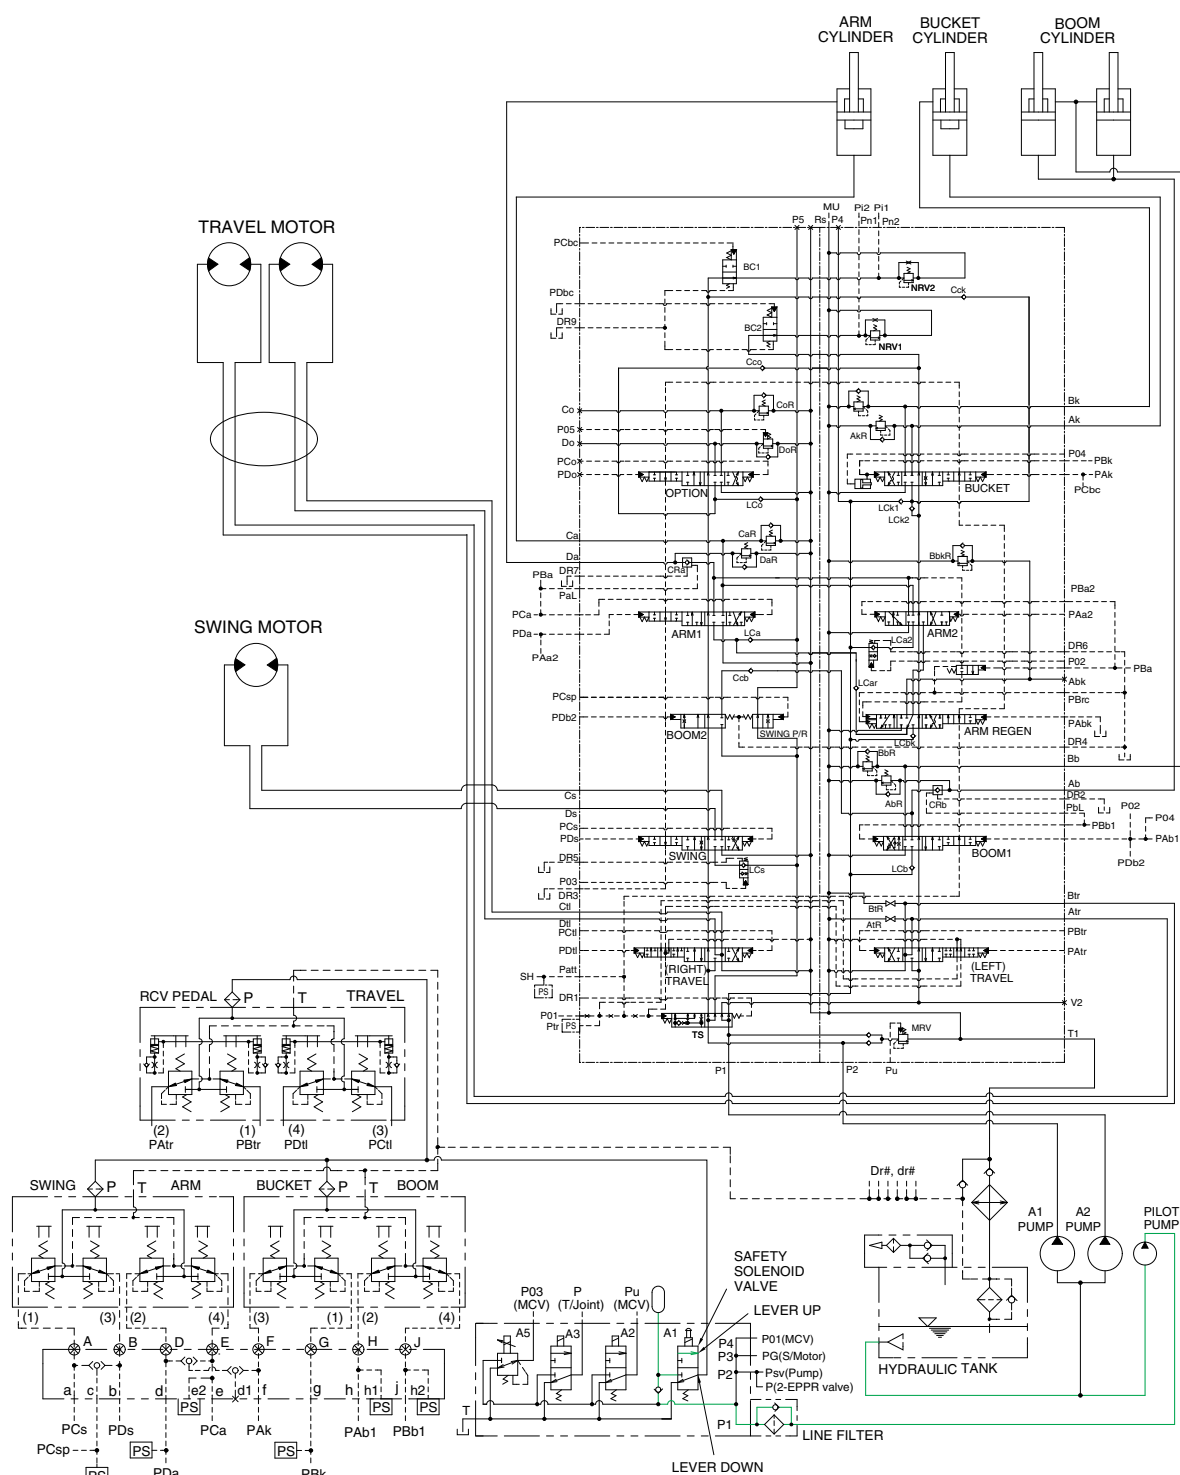 ARM
CYLINDER
BUCKET
CYLINDER
BOOM
CYLINDER
TRAVEL MOTOR
SWING MOTOR
MU Pi2 Pi1
P5 Rs P4 Pn1 Pn2
PCbc
BC1
NRV2
Cck
PDbc
DR9
BC2
NRV1
Cco
CoR
Co
Bk
P05
AkR
Ak
Do
DoR
PCo
P04
PBk
PDo
PAk
OPTION
BUCKET
PCbc
LCo
LCk1
LCk2
Ca
CaR
Da
DaR
BbkR
DR7
CRa
PBa
PaL
PBa2
PCa
PAa2
PDa
ARM1
ARM2
PAa2
LCa
LCa2
DR6
P02
PBa
Ccb
LCar
Abk
PCsp
PBrc
PDb2
PAbk
BOOM2
SWING P/R
ARM REGEN
LCbk
DR4
BbR
Bb
Ab
Cs
AbR
CRb
DR2
Ds
PbL
P02
PCs
PBb1
P04
PDs
PAb1
SWING
BOOM1
PDb2
DR5
LCs
LCb
P03
DR3
Btr
Ctl
BtR
Atr
Dtl
AtR
PCtl
PBtr
PDtl
PAtr
Patt
(RIGHT)
TRAVEL
(LEFT)
TRAVEL
SH
PS
DR1
V2
P01
Ptr
PS
TS
MRV
T1
P1
P2
Pu
RCV PEDAL
P
T
TRAVEL
(2)
PAtr
(1)
PBtr
(4)
PDtl
(3)
PCtl
SWING
P
T
ARM
BUCKET
P
T
BOOM
(1)
(3)
(2)
(4)
(3)
(1)
(2)
(4)
A
B
D
E
F
G
H
J
a
c
b
d
e2
e
d1
f
g
h
h1
j
h2
PS
PS
PS
PCs
PDs
PCa
PAk
PAb1
PBb1
PCsp
PS
PS
PS
PDa
PBk
Dr#, dr#
A1
PUMP
A2
PUMP
PILOT
PUMP
HYDRAULIC TANK
SAFETY
SOLENOID
VALVE
LEVER UP
P03
(MCV)
P
(T/Joint)
Pu
(MCV)
A5
A3
A2
A1
P4
P01(MCV)
P3
PG(S/Motor)
P2
Psv(Pump)
P(2-EPPR valve)
T
P1
LINE FILTER
LEVER DOWN